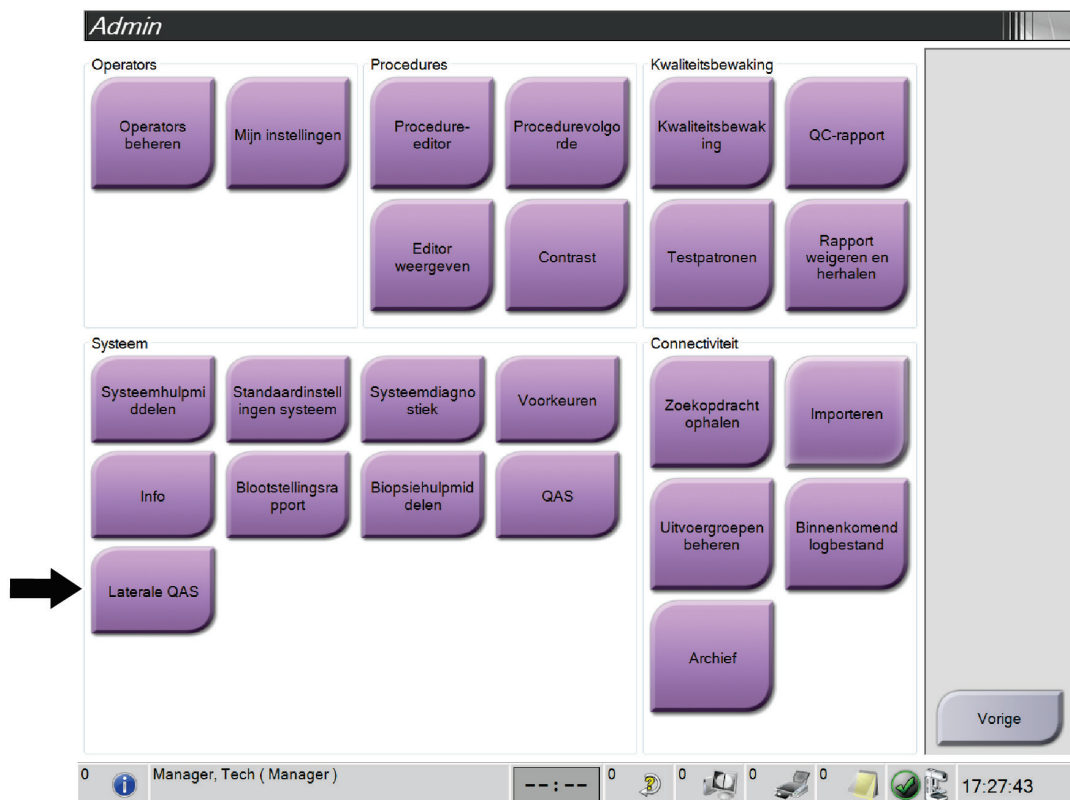 Admin
Operators
Operators
beheren
Mijn instellingen
Procedures
Procedure-
editor
Procedurevolgo
rde
Editor
weergeven
Contrast
Kwaliteitsbewaking
Kwaliteitsbewak
ing
QC-rapport
Testpatronen
Rapport
weigeren en
herhalen
Systeem
Systeemhulpmi
ddelen
Standaardinstell
ingen systeem
Systeemdiagno
stiek
Voorkeuren
Info
Blootstellingsra
pport
Biopsiehulpmid
delen
QAS
Laterale QAS
Connectiviteit
Zoekopdracht
ophalen
Importeren
Uitvoergroepen
beheren
Binnenkomend
logbestand
Archief
Vorige
0 Manager, Tech ( Manager ) --:-- 0 0 0 0 17:27:43